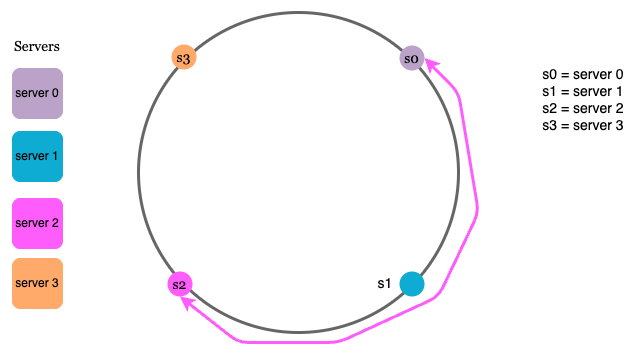 Servers
server 0
server 1
server 2
server 3
s3
s0
s2
s1
s0 = server 0
s1 = server 1
s2 = server 2
s3 = server 3